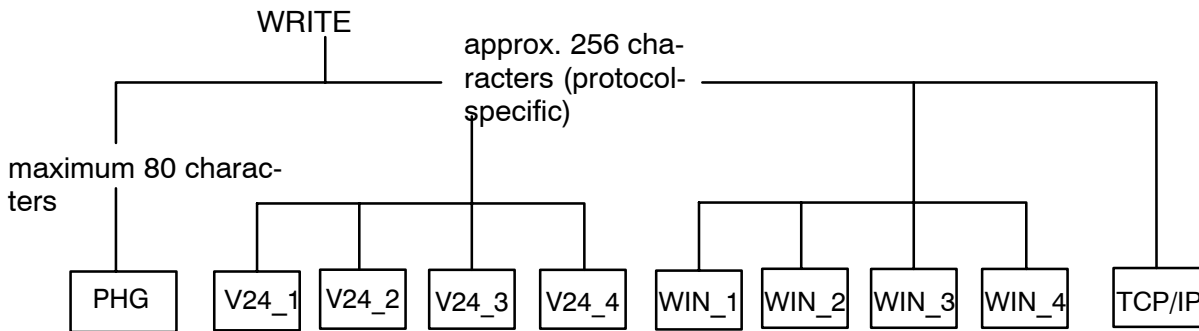 WRITE
approx. 256 cha-
racters (protocol-
specific)
maximum 80 charac-
ters
PHG
V24_1
V24_2
V24_3
V24_4
WIN_1
WIN_2
WIN_3
WIN_4
TCP/IP